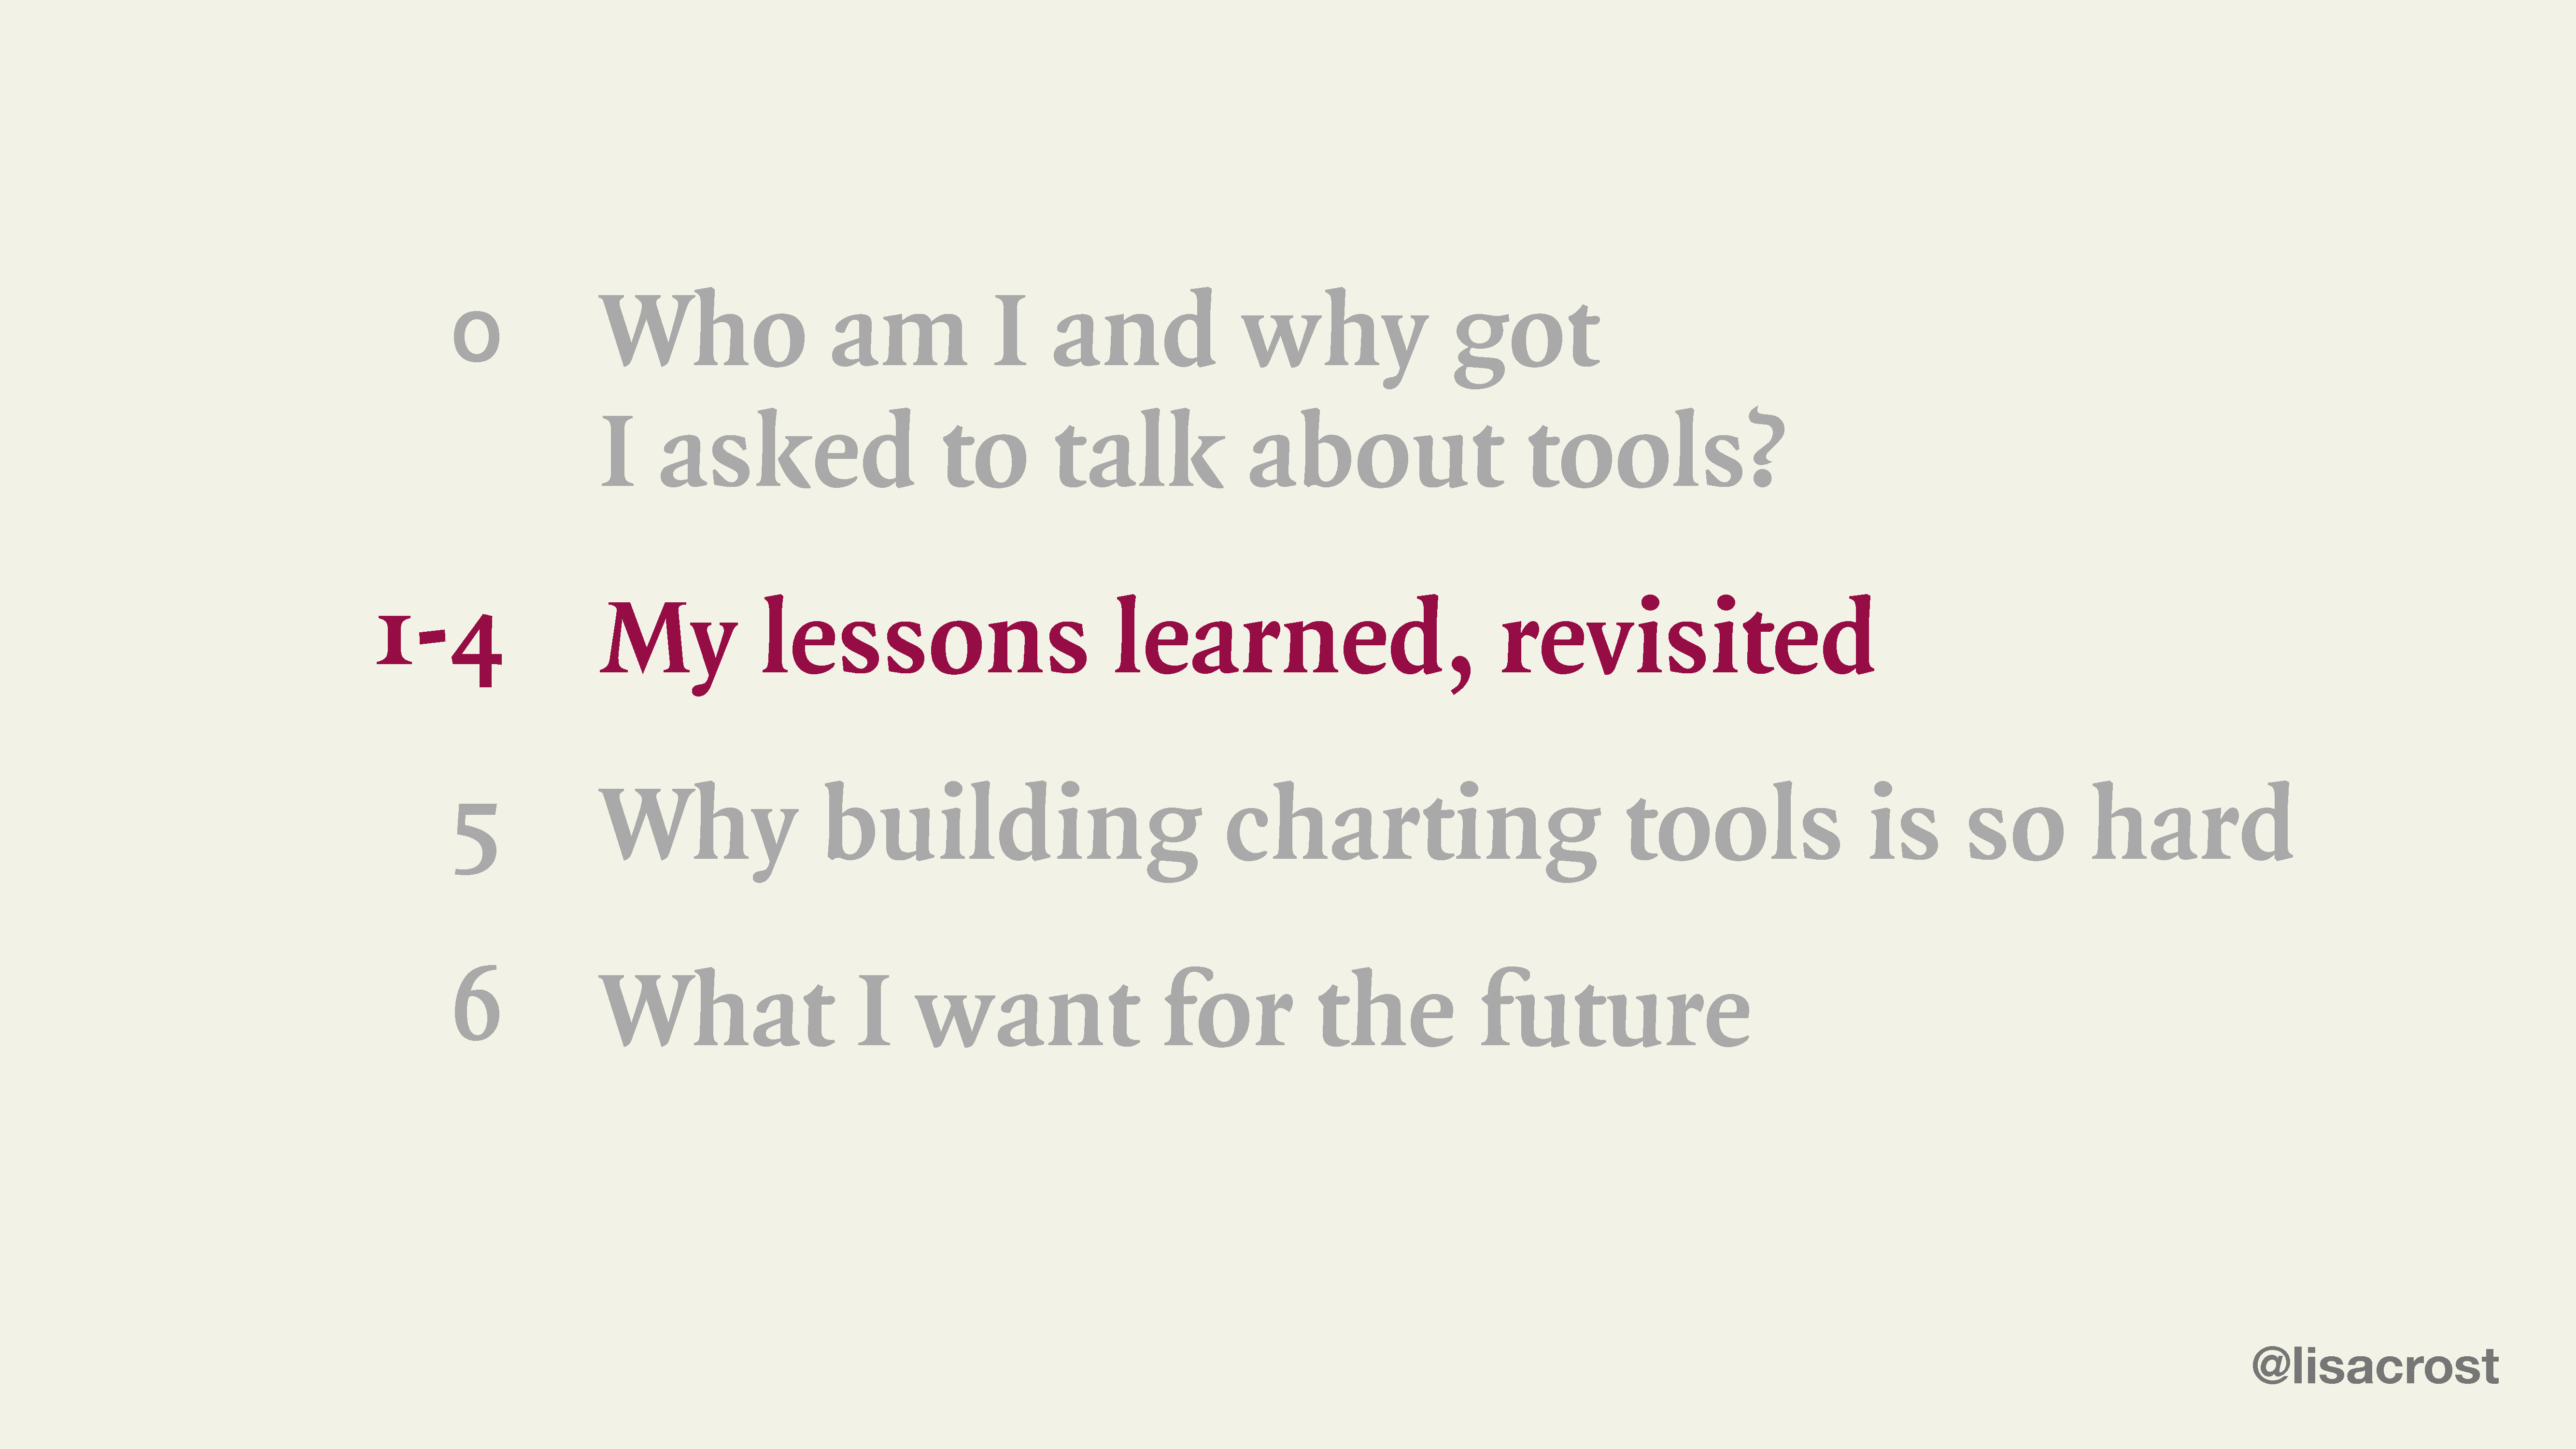 0 Who am I and why got
I asked to talk about tools?
1-4 My lessons learned, revisited
5 Why building charting tools is so hard
6 What I want for the future
@lisacrost